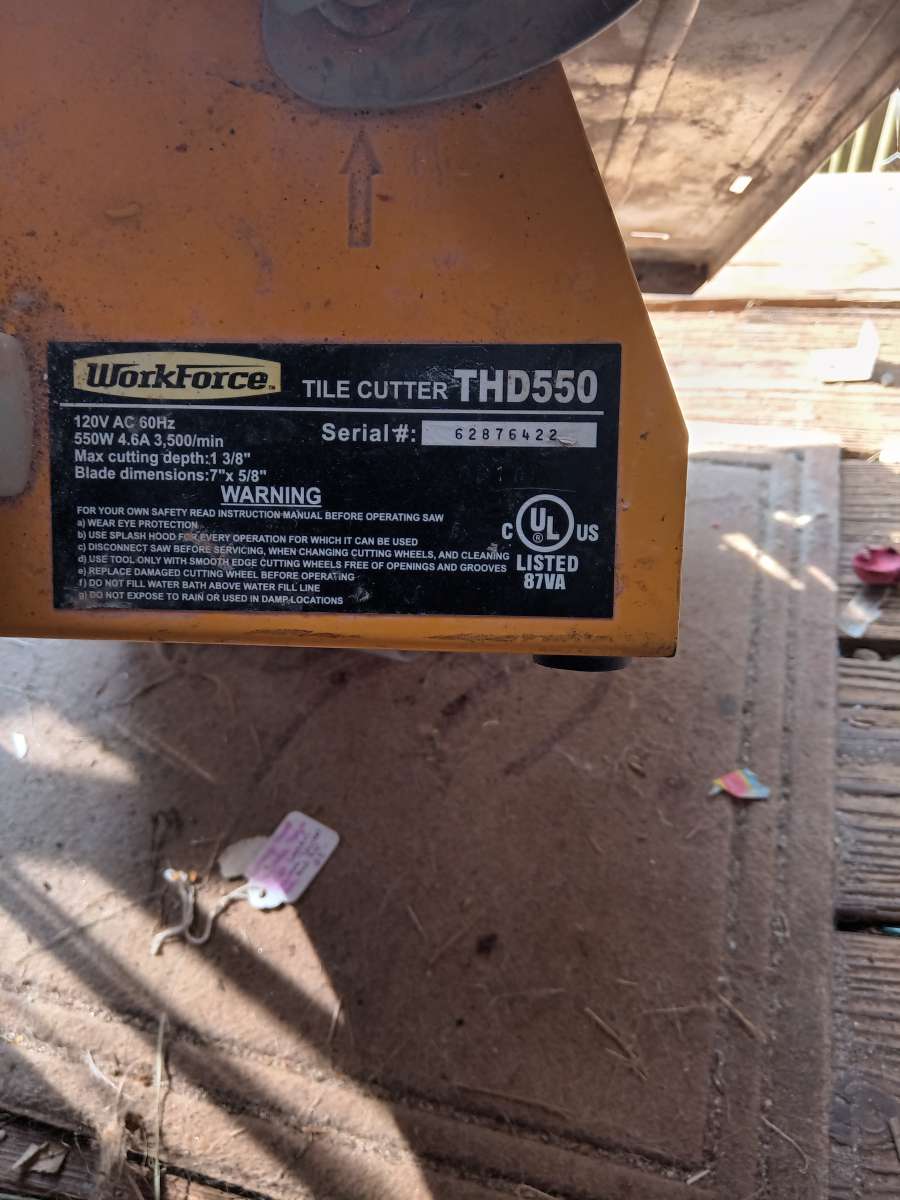 WORKFORCE™ TILE CUTTER THD550
120V AC 60Hz
550W 4.6A 3,500/min
Serial#: 62876422
Max cutting depth:1 3/8"
Blade dimensions:7"x 5/8"
WARNING
FOR YOUR OWN SAFETY READ INSTRUCTION MANUAL BEFORE OPERATING SAW
a) WEAR EYE PROTECTION
b) USE SPLASH HOOD FOR EVERY OPERATION FOR WHICH IT CAN BE USED
c) DISCONNECT SAW BEFORE SERVICING, WHEN CHANGING CUTTING WHEELS, AND CLEANING
d) USE TOOL ONLY WITH SMOOTH EDGE CUTTING WHEELS FREE OF OPENINGS AND GROOVES
e) REPLACE DAMAGED CUTTING WHEEL BEFORE OPERATING
f) DO NOT FILL WATER BATH ABOVE WATER FILL LINE
g) DO NOT EXPOSE TO RAIN OR USED IN DAMP LOCATIONS
C UL ® US
LISTED
87VA